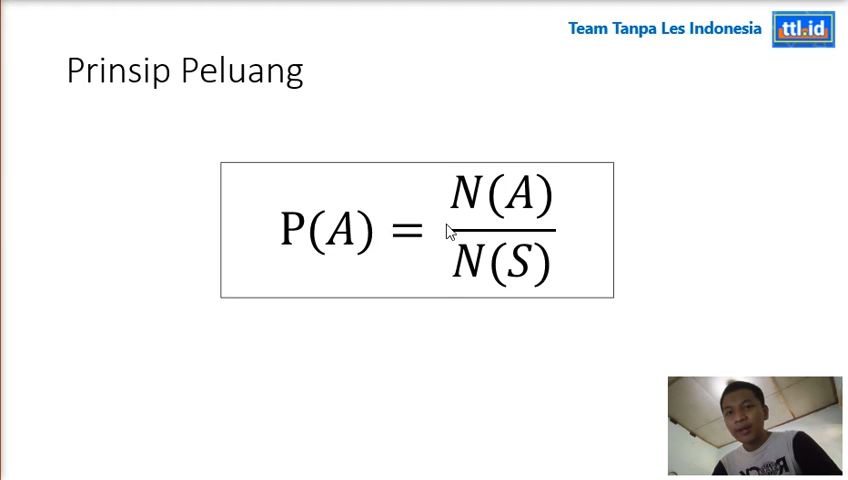 Team Tanpa Les Indonesia
ttl.id
Prinsip Peluang
P(A) = N(A)/N(S)